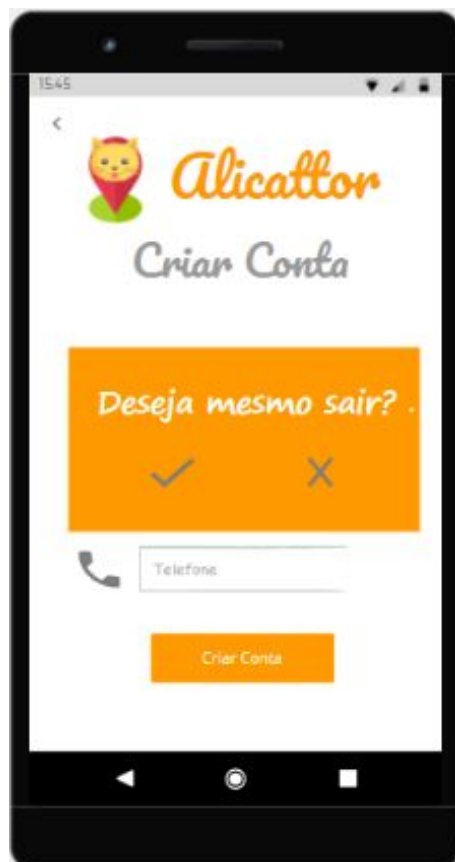 15:45
Alicattor
Criar Conta
Deseja mesmo sair? .
Telefone
Criar Conta